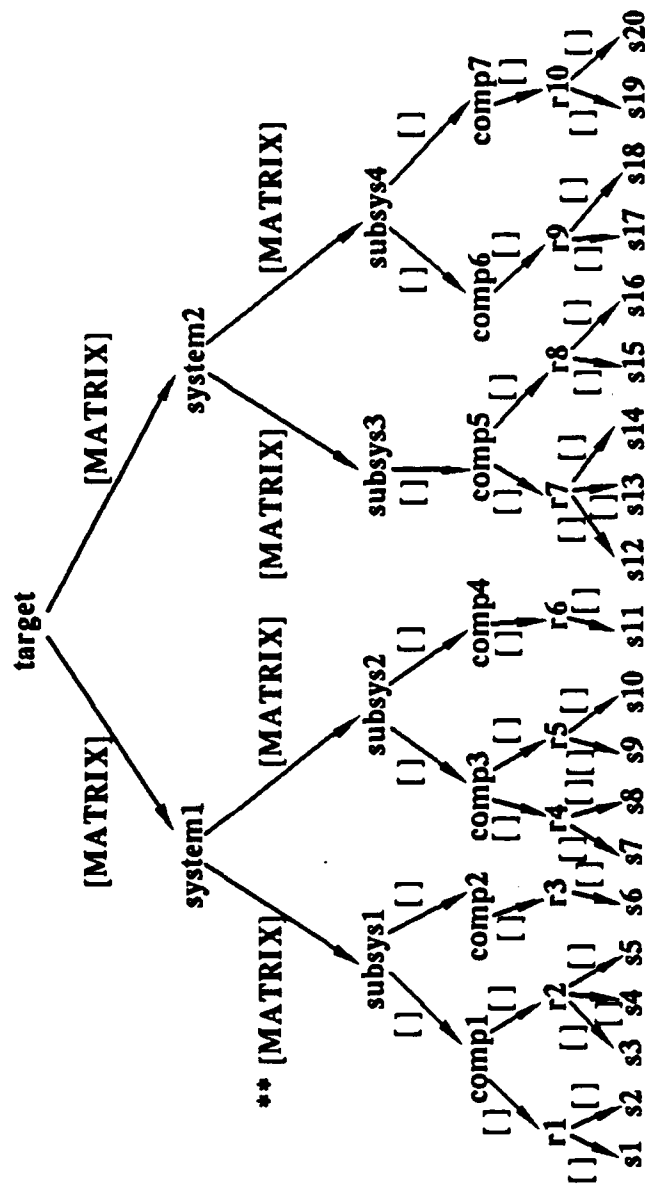 target
[MATRIX] [MATRIX]
system1 system2
** [MATRIX] [MATRIX] [MATRIX] [MATRIX]
subsys1 subsys2 subsys3 subsys4
[ ] [ ] [ ] [ ] [ ] [ ] [ ]
comp1 comp2 comp3 comp4 comp5 comp6 comp7
[ ] [ ] [ ] [ ] [ ] [ ] [ ] [ ] [ ] [ ]
r1 r2 r3 r4 r5 r6 r7 r8 r9 r10
[ ] [ ] [ ] [ ] [ ] [ ] [ ] [ ] [ ] [ ] [ ] [ ] [ ] [ ] [ ] [ ] [ ] [ ] [ ] [ ]
s1 s2 s3 s4 s5 s6 s7 s8 s9 s10 s11 s12 s13 s14 s15 s16 s17 s18 s19 s20